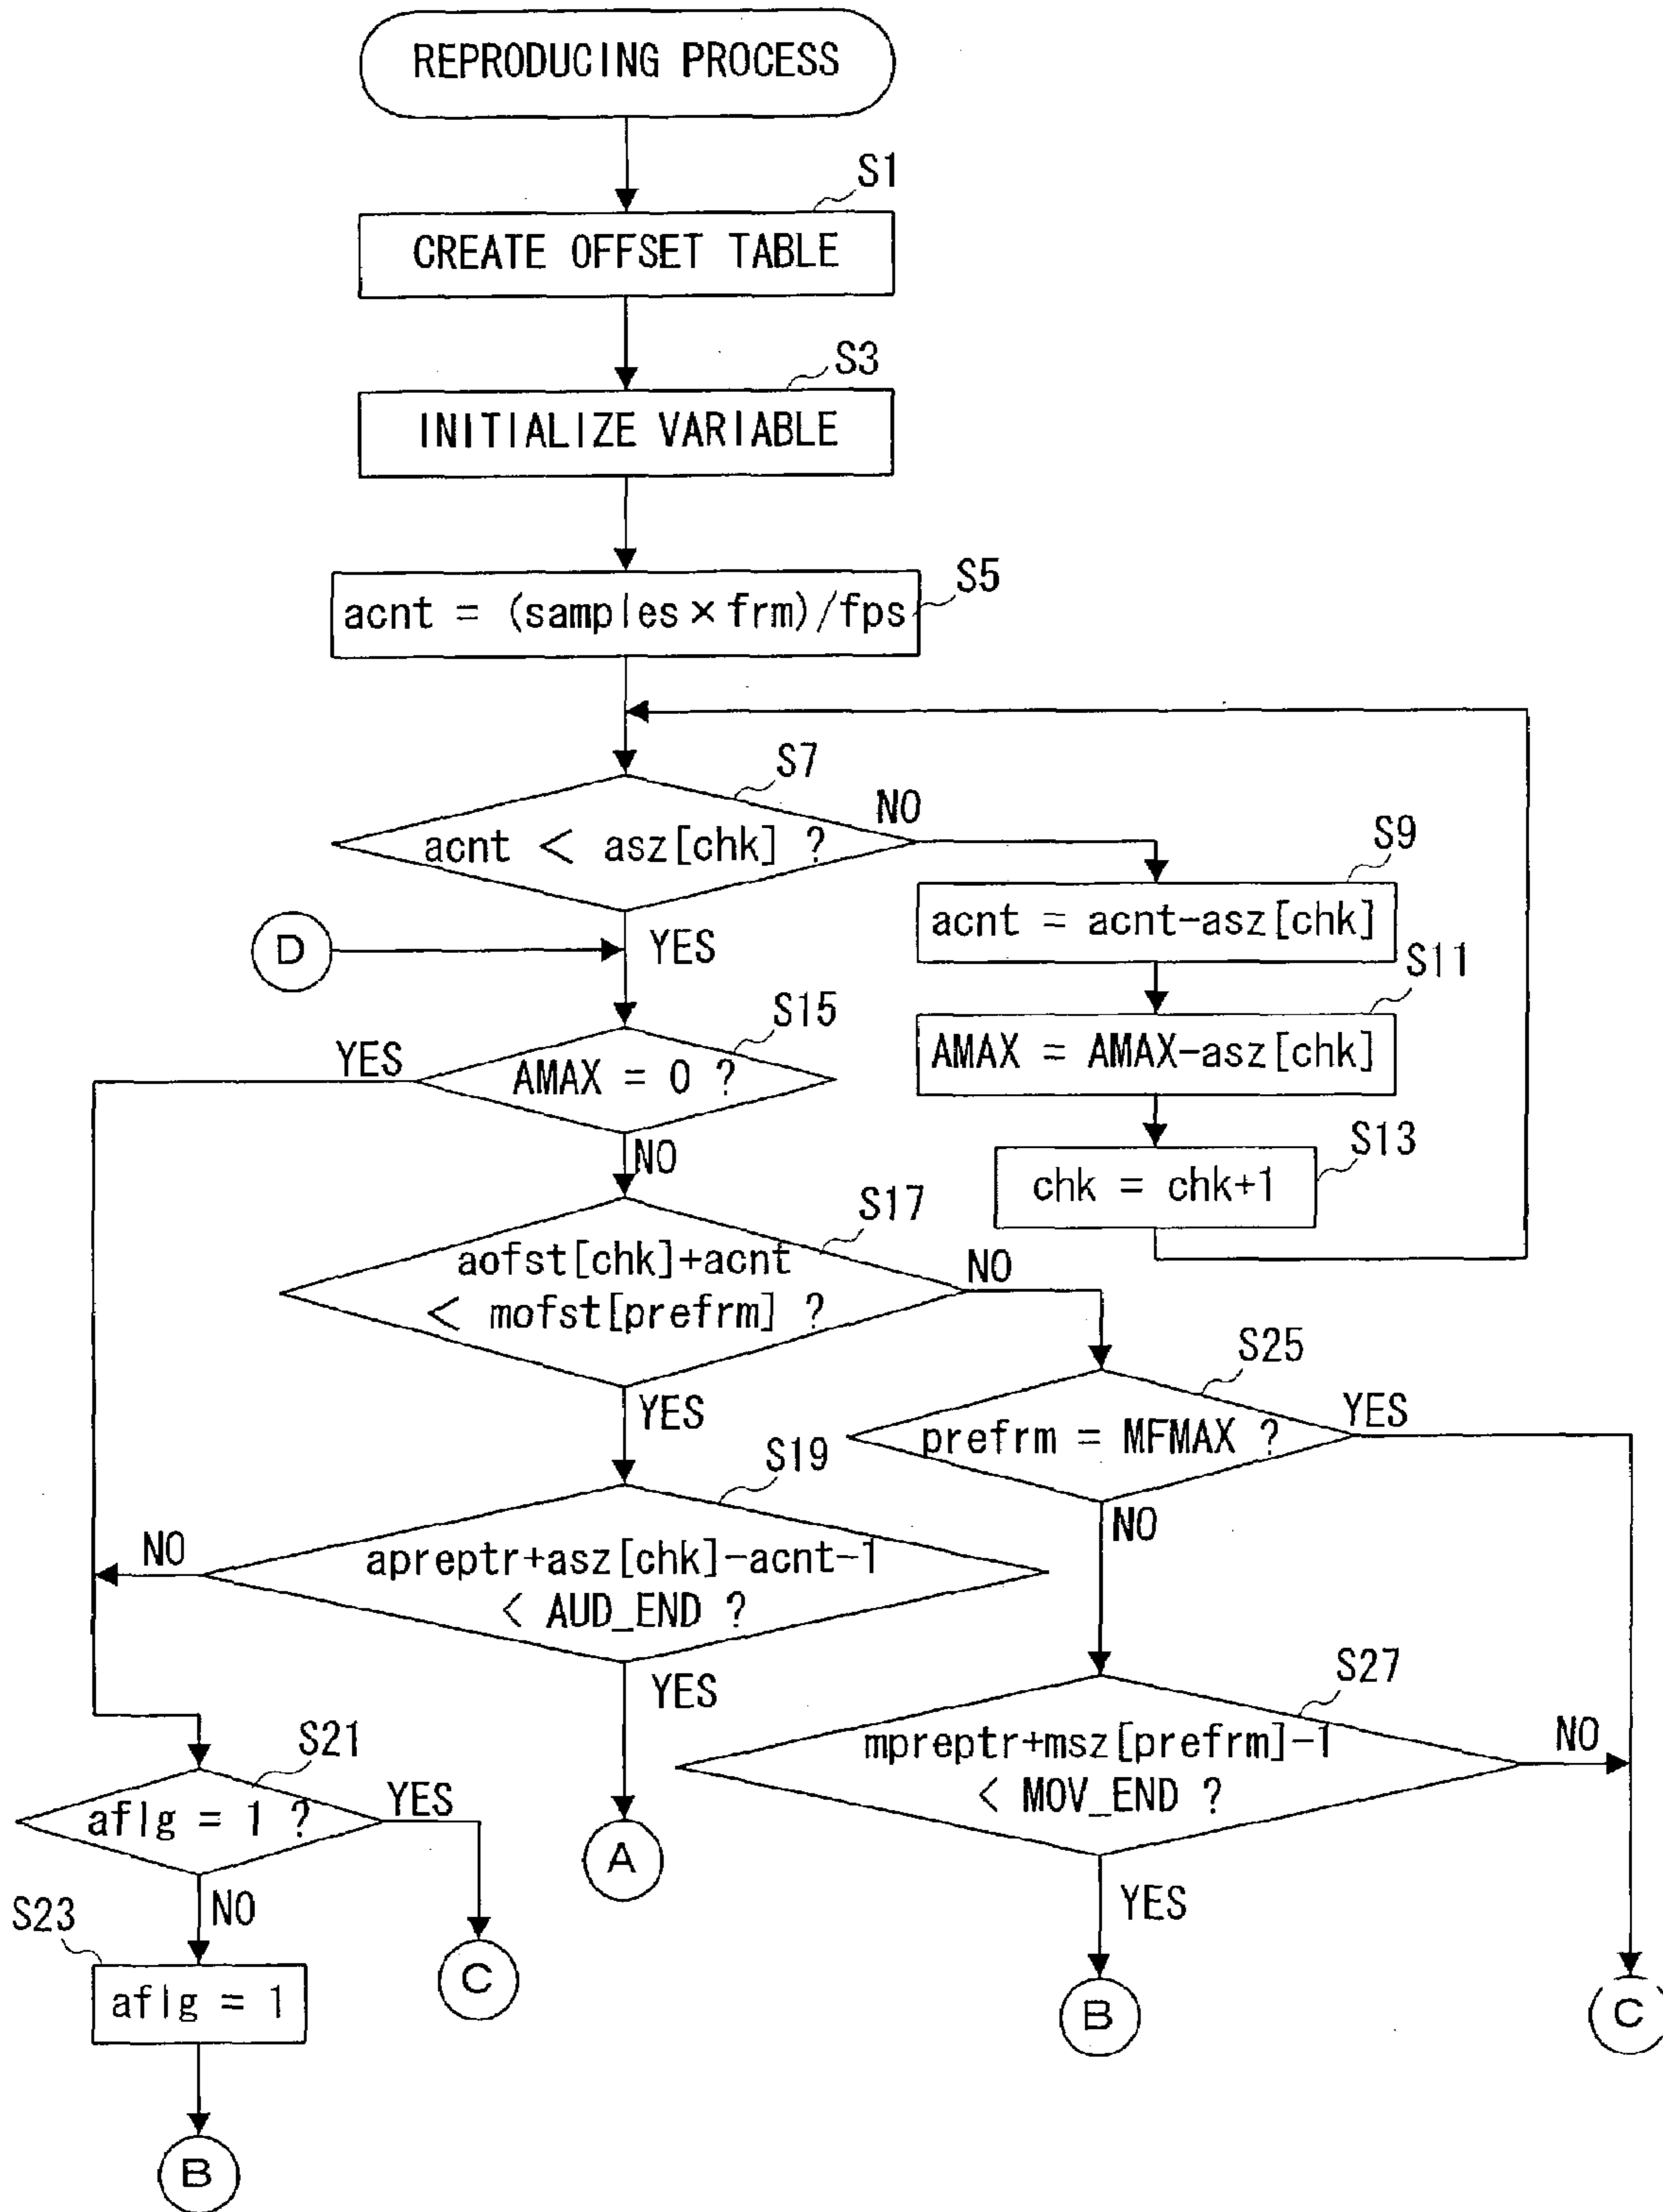 REPRODUCING PROCESS
S1
CREATE OFFSET TABLE
S3
INITIALIZE VARIABLE
S5
acnt = (samples×frm)/fps
S7
acnt < asz[chk] ?
NO
YES
S9
acnt = acnt-asz[chk]
S11
AMAX = AMAX-asz[chk]
S13
chk = chk+1
D
S15
AMAX = 0 ?
YES
NO
S17
aofst[chk]+acnt
< mofst[prefrm] ?
NO
YES
S25
prefrm = MFMAX ?
YES
NO
S19
apreptr+asz[chk]-acnt-1
< AUD_END ?
NO
YES
S27
mpreptr+msz[prefrm]-1
< MOV_END ?
NO
YES
S21
aflg = 1 ?
YES
NO
A
S23
aflg = 1
C
B
C
B